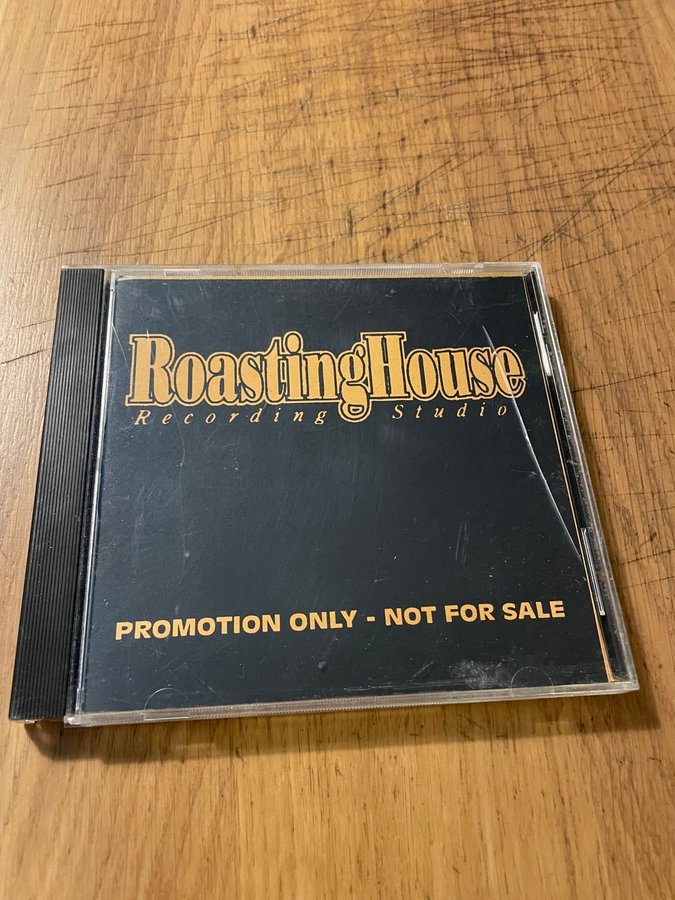 RoastingHouse
Recording Studio
PROMOTION ONLY - NOT FOR SALE